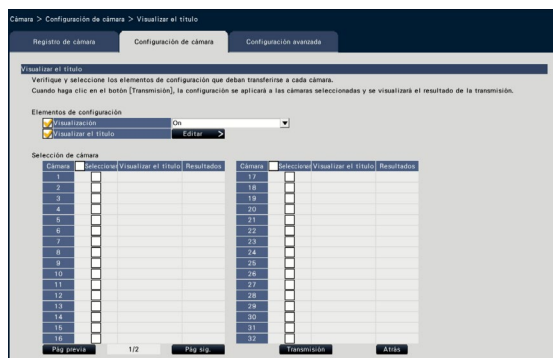 Cámara > Configuración de cámara > Visualizar el título
Registro de cámara Configuración de cámara Configuración avanzada
Visualizar el título
Verifique y seleccione los elementos de configuración que deban transferirse a cada cámara.
Cuando haga clic en el botón [Transmisión], la configuración se aplicará a las cámaras seleccionadas y se visualizará el resultado de la transmisión.
Elementos de configuración
Visualización On
Visualizar el título Editar >
Selección de cámara
Cámara Seleccionar Visualizar el título Resultados Cámara Seleccionar Visualizar el título Resultados
1 17
2 18
3 19
4 20
5 21
6 22
7 23
8 24
9 25
10 26
11 27
12 28
13 29
14 30
15 31
16 32
Pág previa 1/2 Pág sig. Transmisión Atrás